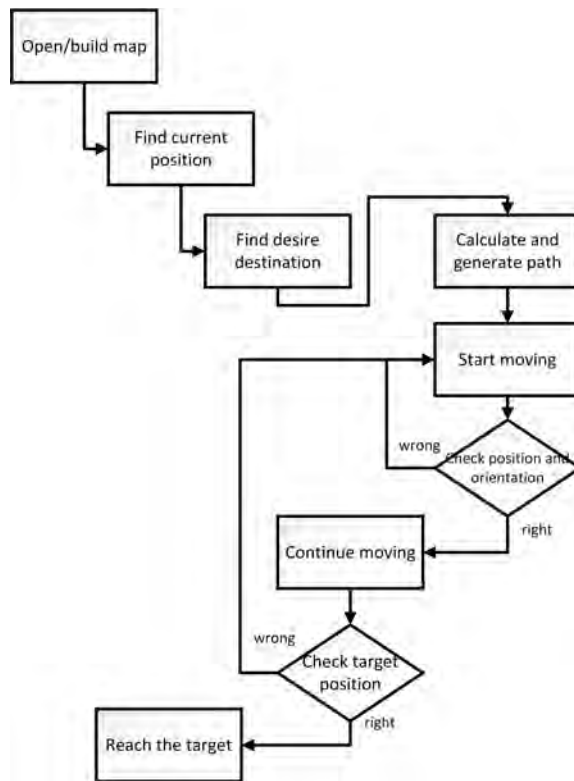 Open/build map
Find current
position
Find desire
destination
Calculate and
generate path
Start moving
wrong
Check position and
orientation
right
Continue moving
wrong
Check target
position
right
Reach the target